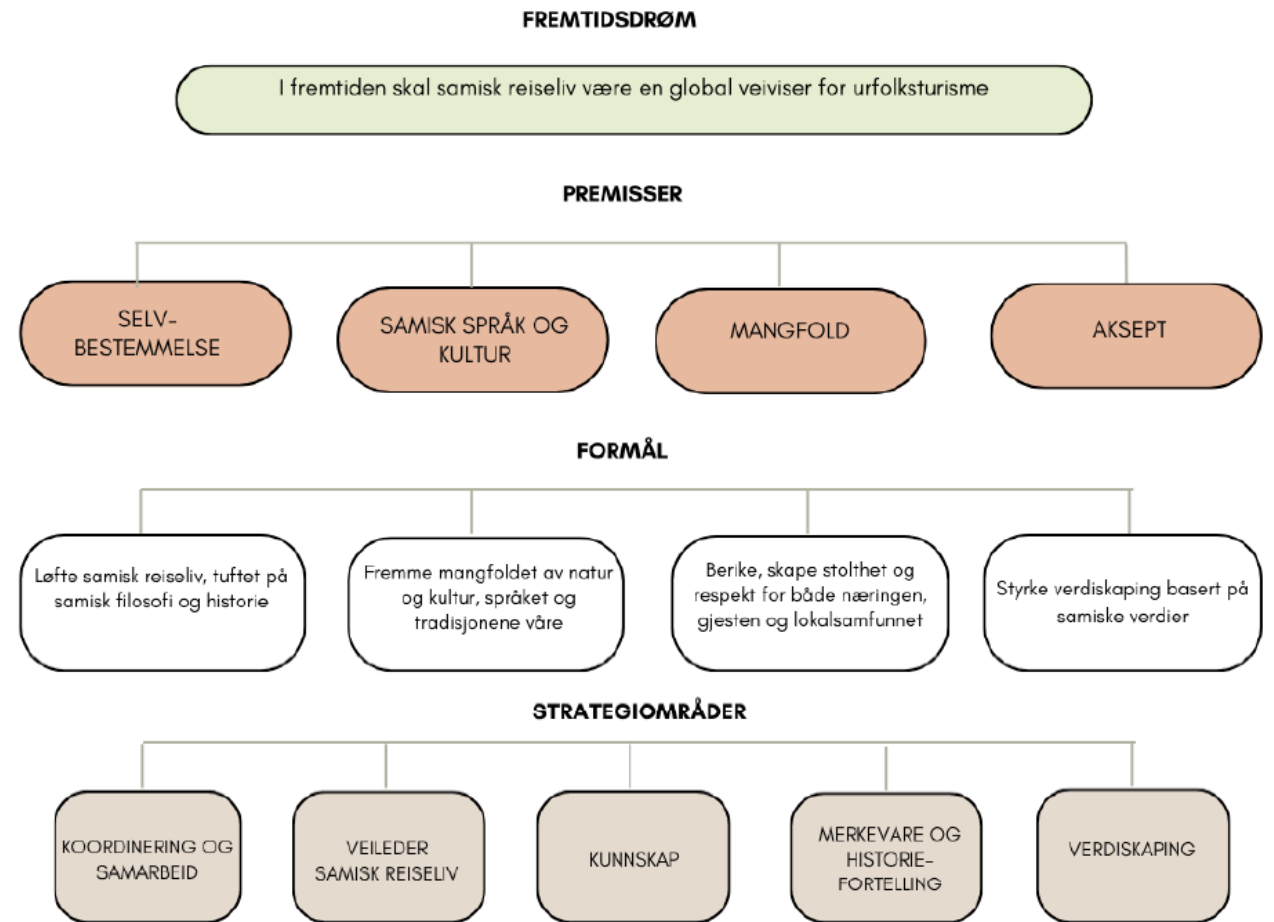 FREMTIDSDRØM
I fremtiden skal samisk reiseliv være en global veiviser for urfolksturisme
PREMISSER
SELV-
BESTEMMELSE
SAMISK SPRÅK OG
KULTUR
MANGFOLD
AKSEPT
FORMÅL
Løfte samisk reiseliv, tuftet på
samisk filosofi og historie
Fremme mangfoldet av natur
og kultur, språket og
tradisjonene våre
Berike, skape stolthet og
respekt for både næringen,
gjesten og lokalsamfunnet
Styrke verdiskaping basert på
samiske verdier
STRATEGIOMRÅDER
KOORDINERING OG
SAMARBEID
VEILEDER
SAMISK REISELIV
KUNNSKAP
MERKEVARE OG
HISTORIE-
FORTELLING
VERDISKAPING